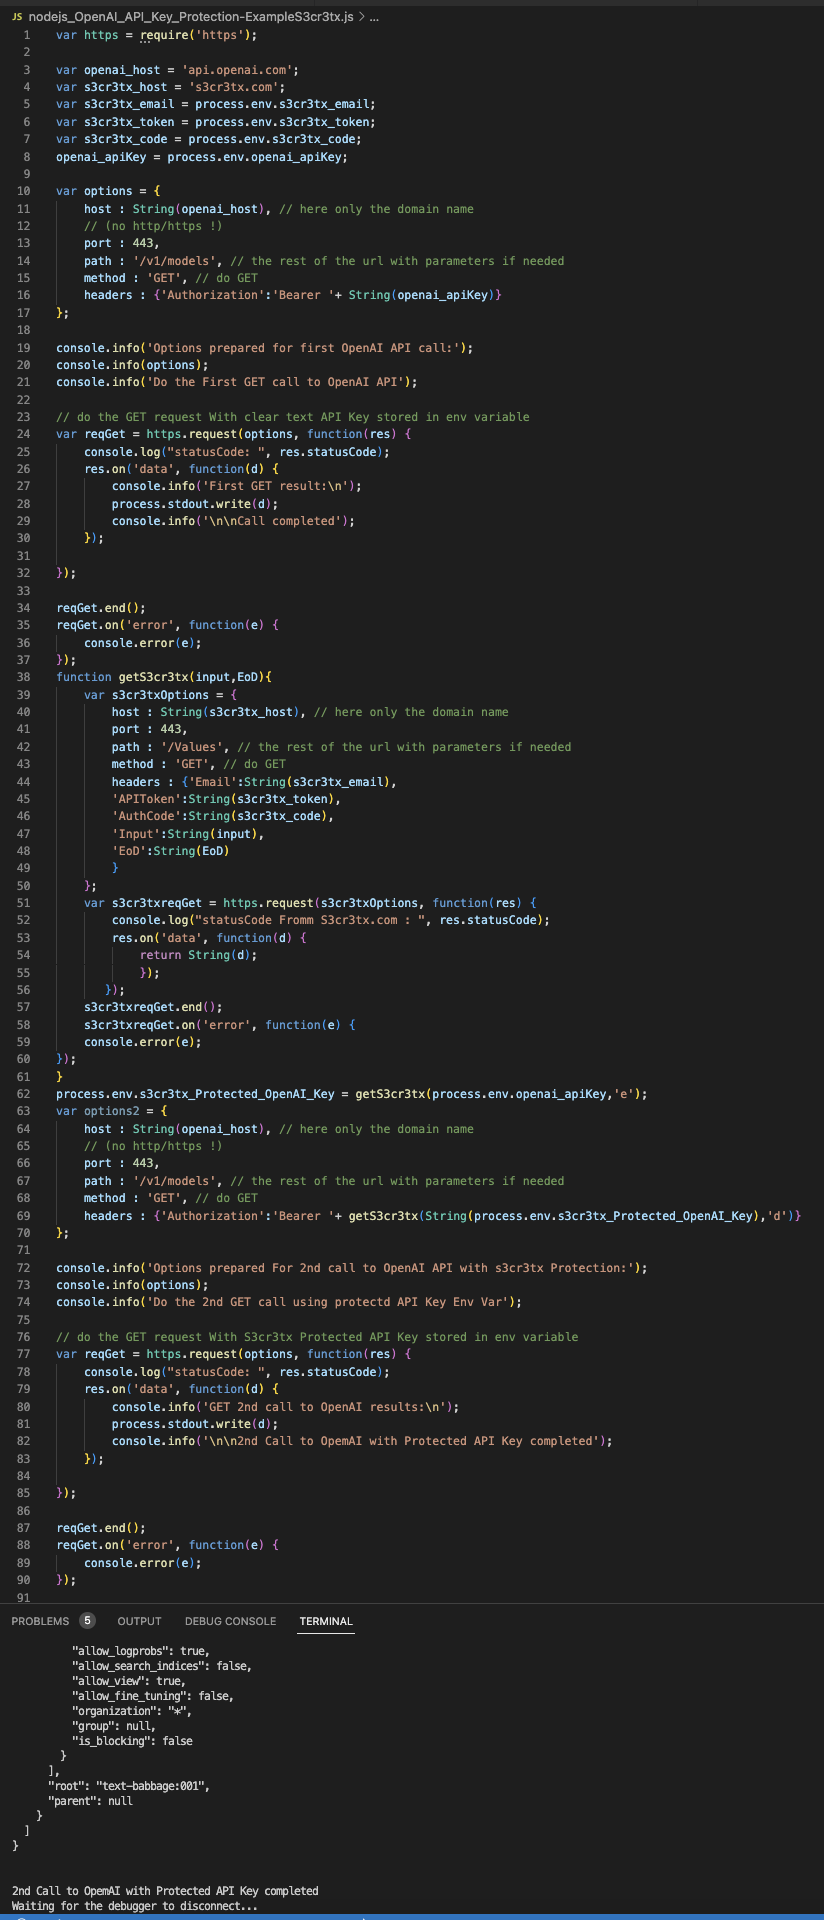 JS nodejs_OpenAI_API_Key_Protection-ExampleS3cr3tx.js > ...
1 var https = require('https');
2
3 var openai_host = 'api.openai.com';
4 var s3cr3tx_host = 's3cr3tx.com';
5 var s3cr3tx_email = process.env.s3cr3tx_email;
6 var s3cr3tx_token = process.env.s3cr3tx_token;
7 var s3cr3tx_code = process.env.s3cr3tx_code;
8 openai_apiKey = process.env.openai_apiKey;
9
10 var options = {
11 host : String(openai_host), // here only the domain name
12 // (no http/https !)
13 port : 443,
14 path : '/v1/models', // the rest of the url with parameters if needed
15 method : 'GET', // do GET
16 headers : {'Authorization':'Bearer '+ String(openai_apiKey)}
17 };
18
19 console.info('Options prepared for first OpenAI API call:');
20 console.info(options);
21 console.info('Do the First GET call to OpenAI API');
22
23 // do the GET request With clear text API Key stored in env variable
24 var reqGet = https.request(options, function(res) {
25 console.log("statusCode: ", res.statusCode);
26 res.on('data', function(d) {
27 console.info('First GET result:\n');
28 process.stdout.write(d);
29 console.info('\n\nCall completed');
30 });
31
32 });
33
34 reqGet.end();
35 reqGet.on('error', function(e) {
36 console.error(e);
37 });
38 function getS3cr3tx(input,EoD){
39 var s3cr3txOptions = {
40 host : String(s3cr3tx_host), // here only the domain name
41 port : 443,
42 path : '/Values', // the rest of the url with parameters if needed
43 method : 'GET', // do GET
44 headers : {'Email':String(s3cr3tx_email),
45 'APIToken':String(s3cr3tx_token),
46 'AuthCode':String(s3cr3tx_code),
47 'Input':String(input),
48 'EoD':String(EoD)
49 }
50 };
51 var s3cr3txreqGet = https.request(s3cr3txOptions, function(res) {
52 console.log("statusCode Fromm S3cr3tx.com : ", res.statusCode);
53 res.on('data', function(d) {
54 return String(d);
55 });
56 });
57 s3cr3txreqGet.end();
58 s3cr3txreqGet.on('error', function(e) {
59 console.error(e);
60 });
61 }
62 process.env.s3cr3tx_Protected_OpenAI_Key = getS3cr3tx(process.env.openai_apiKey,'e');
63 var options2 = {
64 host : String(openai_host), // here only the domain name
65 // (no http/https !)
66 port : 443,
67 path : '/v1/models', // the rest of the url with parameters if needed
68 method : 'GET', // do GET
69 headers : {'Authorization':'Bearer '+ getS3cr3tx(String(process.env.s3cr3tx_Protected_OpenAI_Key),'d')}
70 };
71
72 console.info('Options prepared For 2nd call to OpenAI API with s3cr3tx Protection:');
73 console.info(options);
74 console.info('Do the 2nd GET call using protectd API Key Env Var');
75
76 // do the GET request With S3cr3tx Protected API Key stored in env variable
77 var reqGet = https.request(options, function(res) {
78 console.log("statusCode: ", res.statusCode);
79 res.on('data', function(d) {
80 console.info('GET 2nd call to OpenAI results:\n');
81 process.stdout.write(d);
82 console.info('\n\n2nd Call to OpemAI with Protected API Key completed');
83 });
84
85 });
86
87 reqGet.end();
88 reqGet.on('error', function(e) {
89 console.error(e);
90 });
91
PROBLEMS 5 OUTPUT DEBUG CONSOLE TERMINAL
"allow_logprobs": true,
"allow_search_indices": false,
"allow_view": true,
"allow_fine_tuning": false,
"organization": "*",
"group": null,
"is_blocking": false
}
],
"root": "text-babbage:001",
"parent": null
}
]
}
2nd Call to OpemAI with Protected API Key completed
Waiting for the debugger to disconnect...